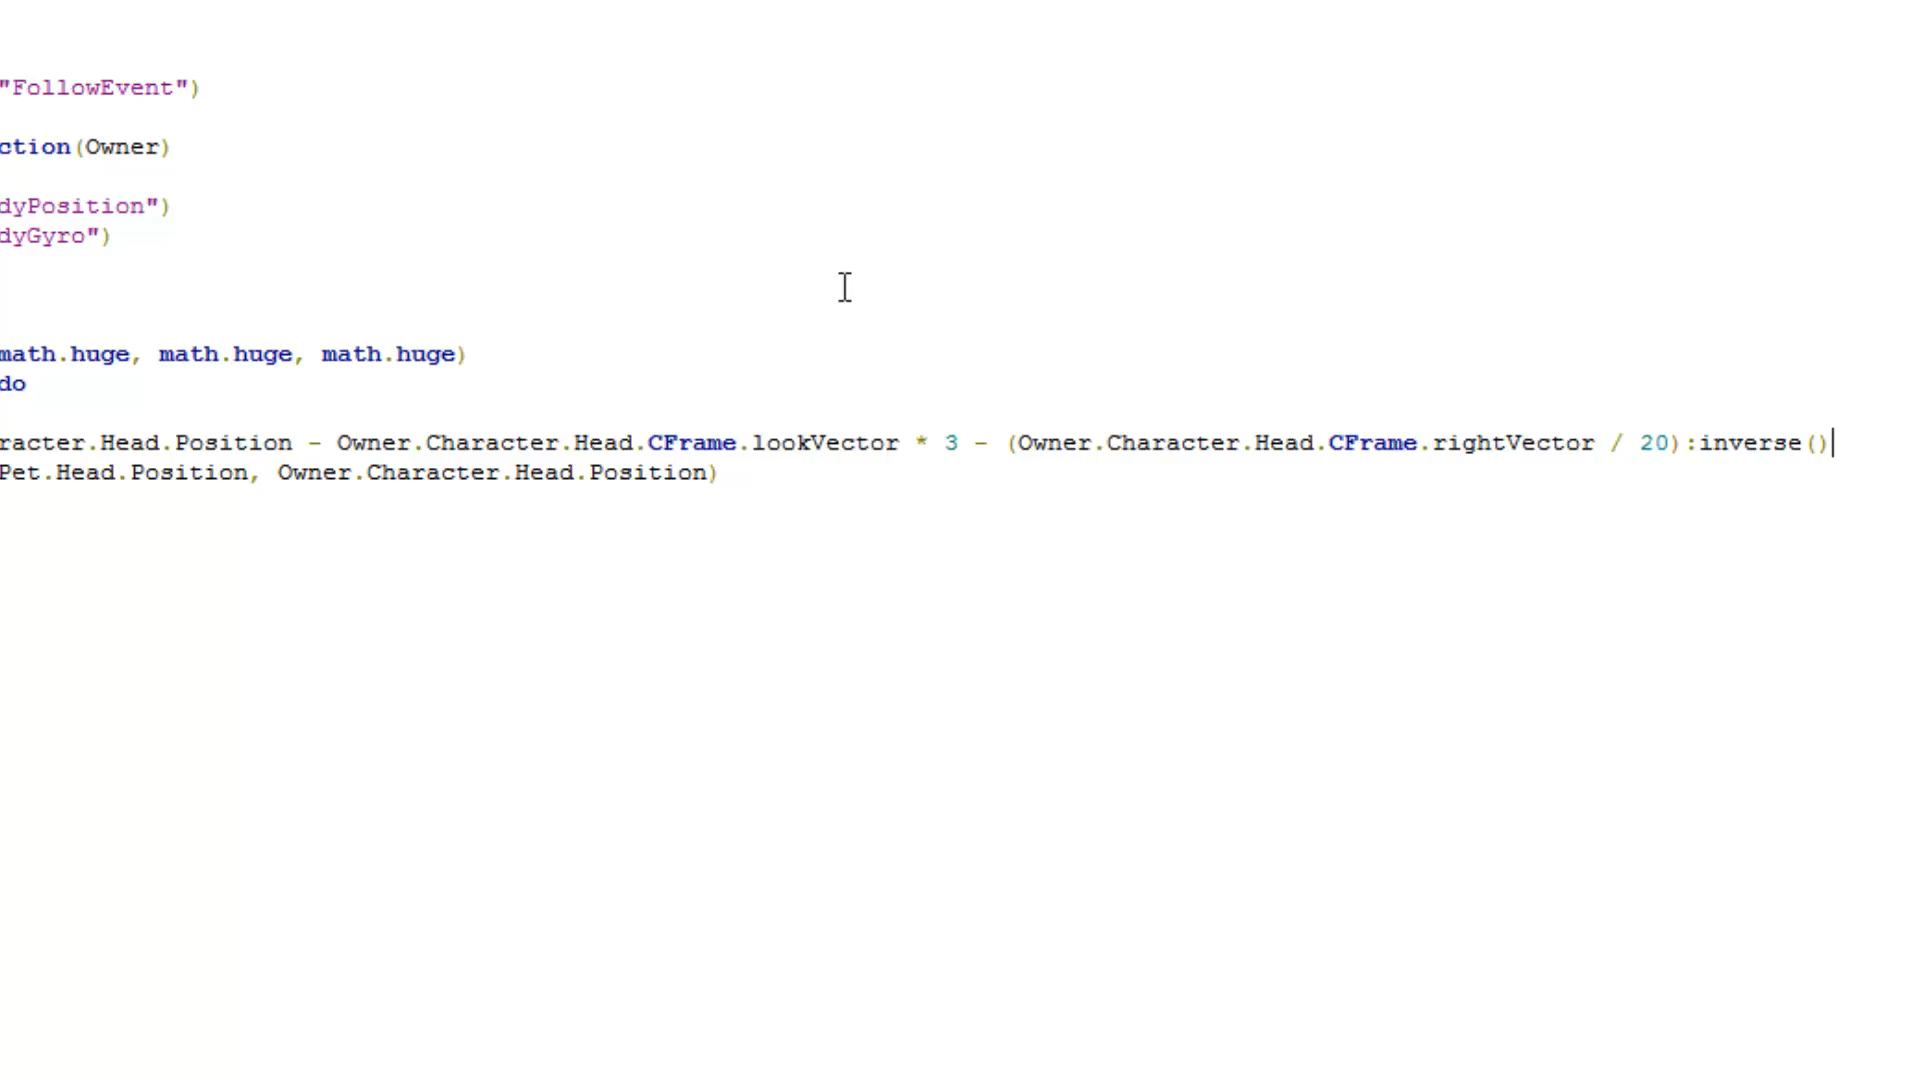 "FollowEvent")
ction(Owner)
dyPosition")
dyGyro")
math.huge, math.huge, math.huge)
do
racter.Head.Position - Owner.Character.Head.CFrame.lookVector * 3 - (Owner.Character.Head.CFrame.rightVector / 20):inverse()
Pet.Head.Position, Owner.Character.Head.Position)